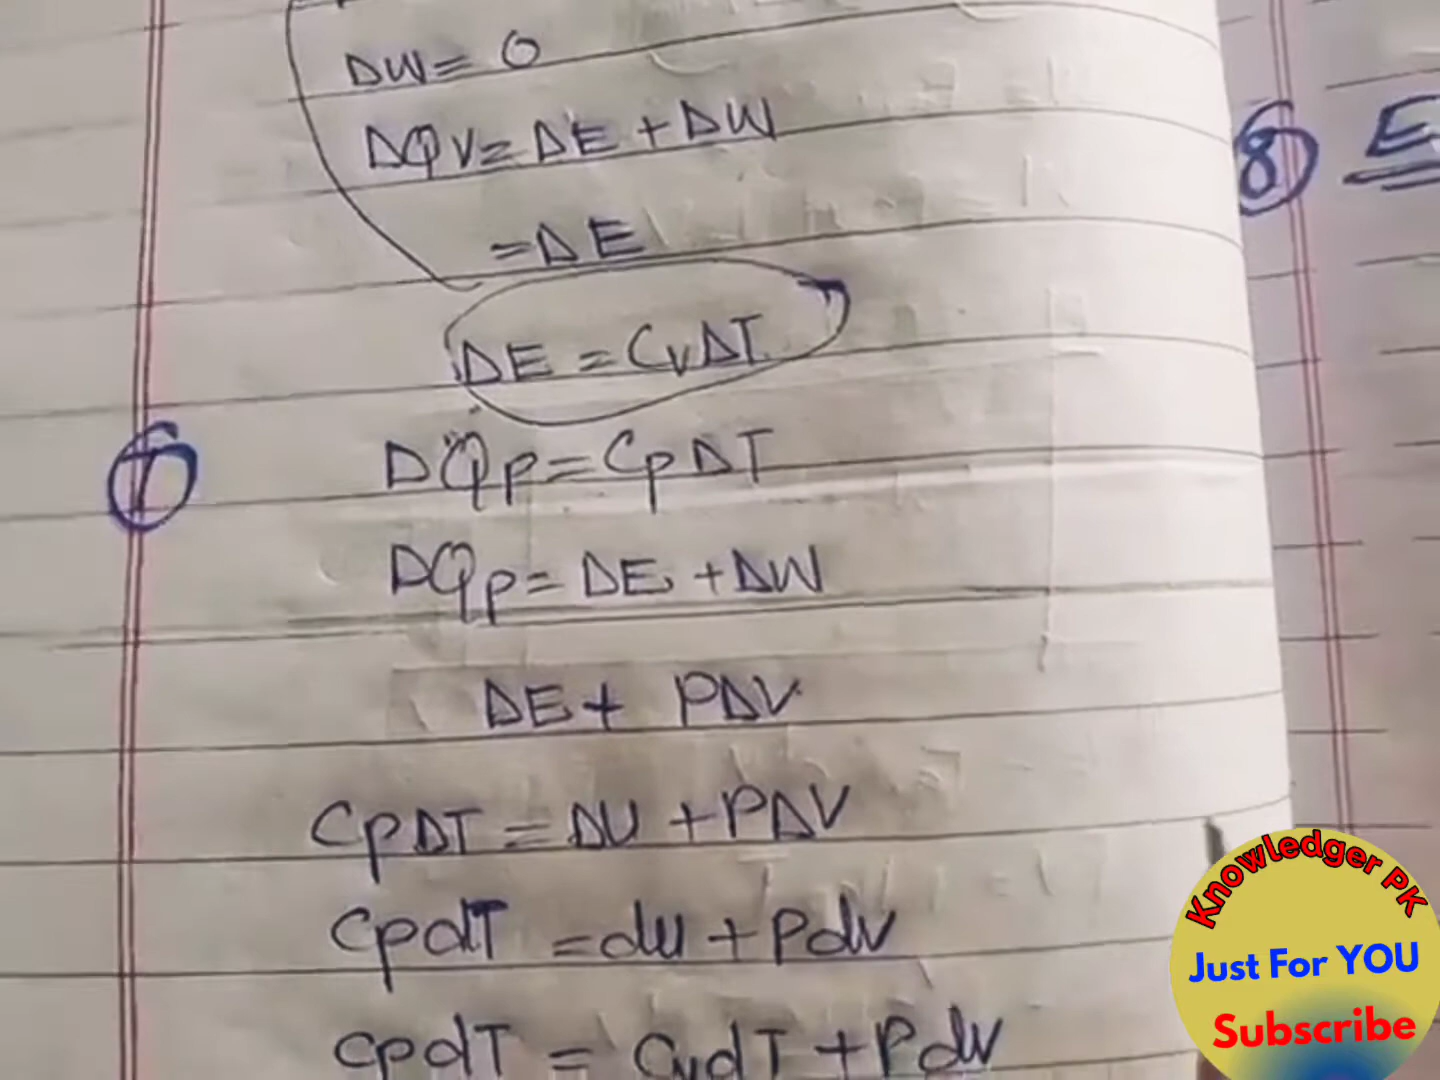 ΔW = 0
ΔQv = ΔE + ΔW
= ΔE
ΔE = CvΔT
ΔQp = CpΔT
ΔQp = ΔE + ΔW
ΔE + PΔV
CpΔT = ΔU + PΔV
CpdT = du + Pdv
CpdT = CvdT + Pdv
8
E
Knowledger PK
Just For YOU
Subscribe